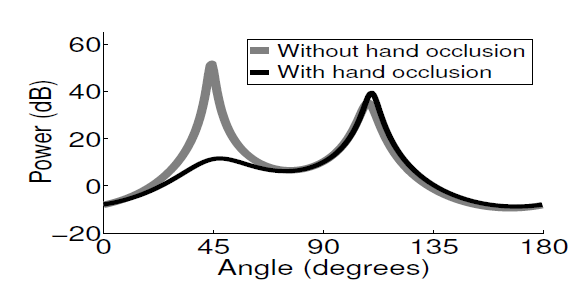 60
40
20
0
−20
Power (dB)
Without hand occlusion
With hand occlusion
0 45 90 135 180
Angle (degrees)